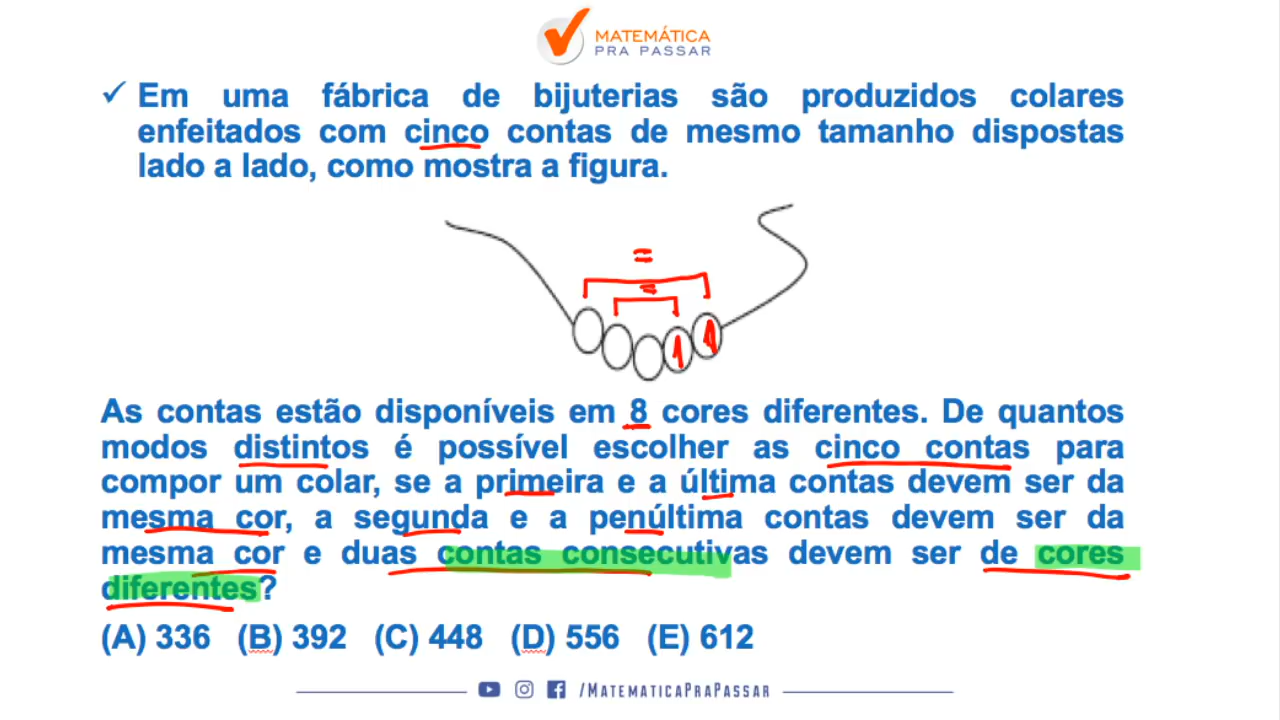 MATEMÁTICA
PRA PASSAR
✓ Em uma fábrica de bijuterias são produzidos colares
enfeitados com cinco contas de mesmo tamanho dispostas
lado a lado, como mostra a figura.
=
=
1 1
As contas estão disponíveis em 8 cores diferentes. De quantos
modos distintos é possível escolher as cinco contas para
compor um colar, se a primeira e a última contas devem ser da
mesma cor, a segunda e a penúltima contas devem ser da
mesma cor e duas contas consecutivas devem ser de cores
diferentes?
(A) 336 (B) 392 (C) 448 (D) 556 (E) 612
/MATEMATICAPRAPASSAR